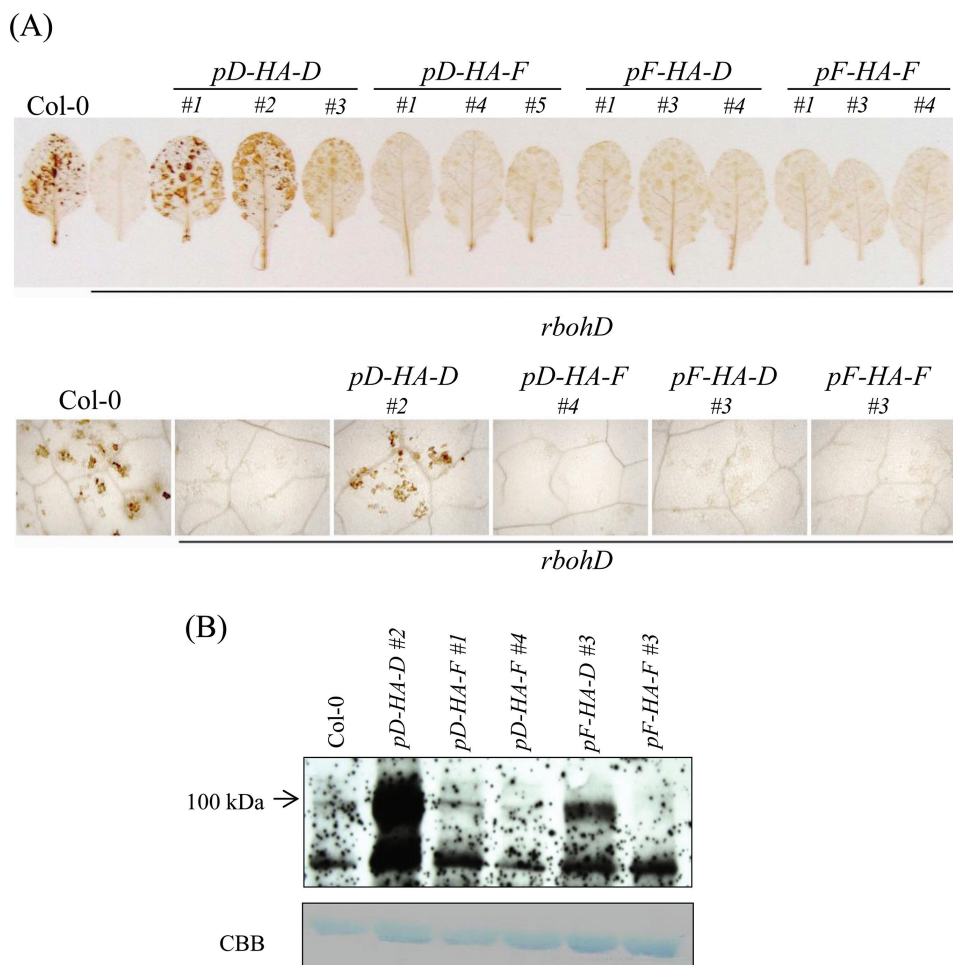 (A)
pD-HA-D pD-HA-F pF-HA-D pF-HA-F
Col-0 #1 #2 #3 #1 #4 #5 #1 #3 #4 #1 #3 #4
rbohD
Col-0 pD-HA-D pD-HA-F pF-HA-D pF-HA-F
#2 #4 #3 #3
rbohD
(B)
Col-0
pD-HA-D #2
pD-HA-F #1
pD-HA-F #4
pF-HA-D #3
pF-HA-F #3
100 kDa
CBB